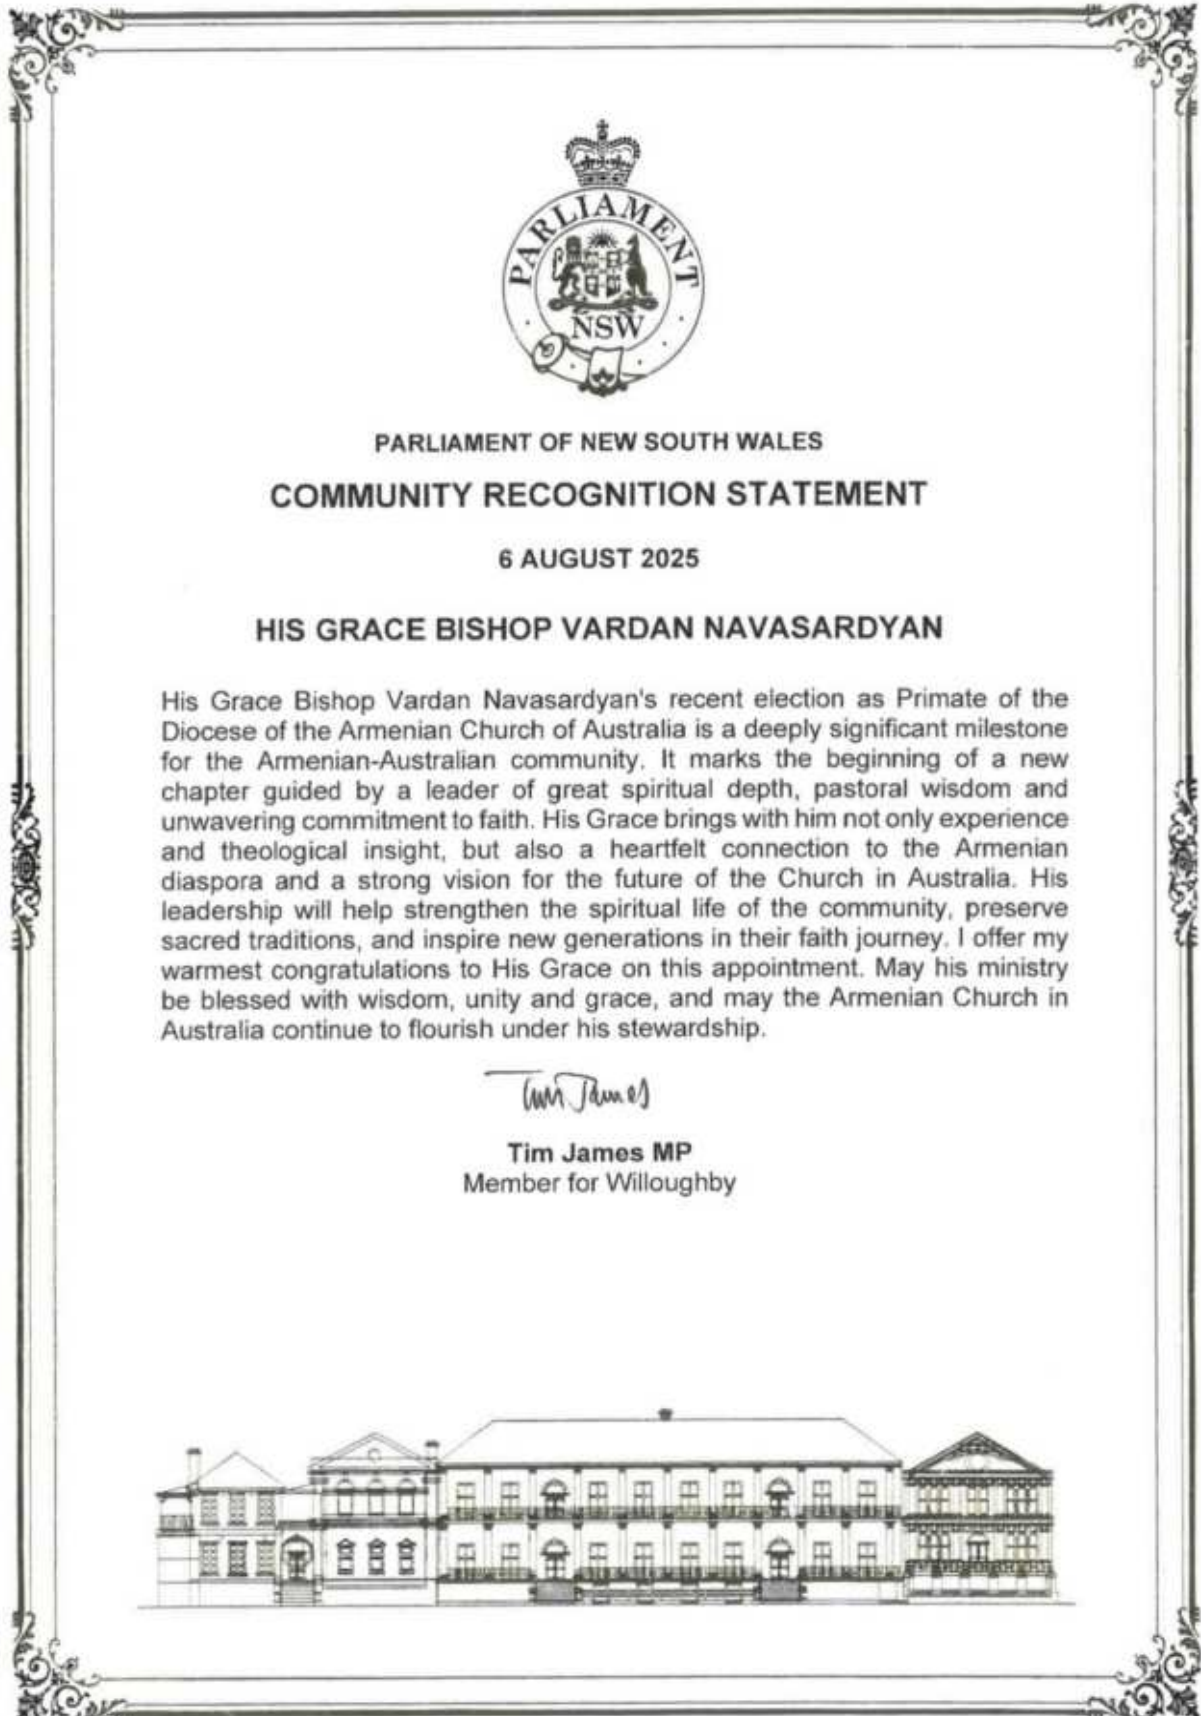 PARLIAMENT
NSW
PARLIAMENT OF NEW SOUTH WALES
COMMUNITY RECOGNITION STATEMENT
6 AUGUST 2025
HIS GRACE BISHOP VARDAN NAVASARDYAN
His Grace Bishop Vardan Navasardyan's recent election as Primate of the
Diocese of the Armenian Church of Australia is a deeply significant milestone
for the Armenian-Australian community. It marks the beginning of a new
chapter guided by a leader of great spiritual depth, pastoral wisdom and
unwavering commitment to faith. His Grace brings with him not only experience
and theological insight, but also a heartfelt connection to the Armenian
diaspora and a strong vision for the future of the Church in Australia. His
leadership will help strengthen the spiritual life of the community, preserve
sacred traditions, and inspire new generations in their faith journey. I offer my
warmest congratulations to His Grace on this appointment. May his ministry
be blessed with wisdom, unity and grace, and may the Armenian Church in
Australia continue to flourish under his stewardship.
Tim James
Tim James MP
Member for Willoughby